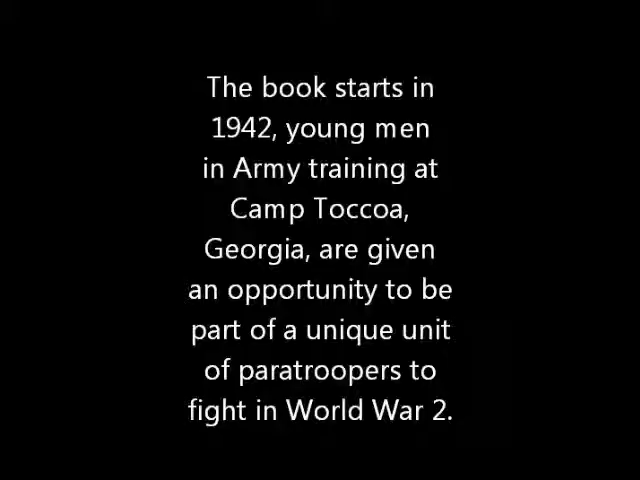 The book starts in
1942, young men
in Army training at
Camp Toccoa,
Georgia, are given
an opportunity to be
part of a unique unit
of paratroopers to
fight in World War 2.